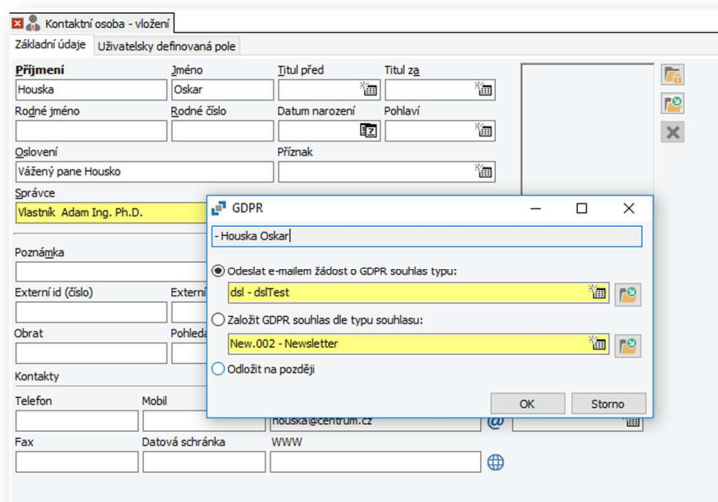 Kontaktní osoba - vložení
Základní údaje Uživatelsky definovaná pole
Příjmení Jméno Titul před Titul za
Houska Oskar
Rodné jméno Rodné číslo Datum narození Pohlaví
Oslovení Příznak
Vážený pane Housko
Správce
Vlastník Adam Ing. Ph.D.
GDPR
- Houska Oskar
Poznámka
Odeslat e-mailem žádost o GDPR souhlas typu:
dsl - dslTest
Externí id (číslo) Externí
Založit GDPR souhlas dle typu souhlasu:
Obrat Pohleda
New.002 - Newsletter
Odložit na později
Kontakty
Telefon Mobil
OK Storno
houska@centrum.cz
Fax Datová schránka WWW